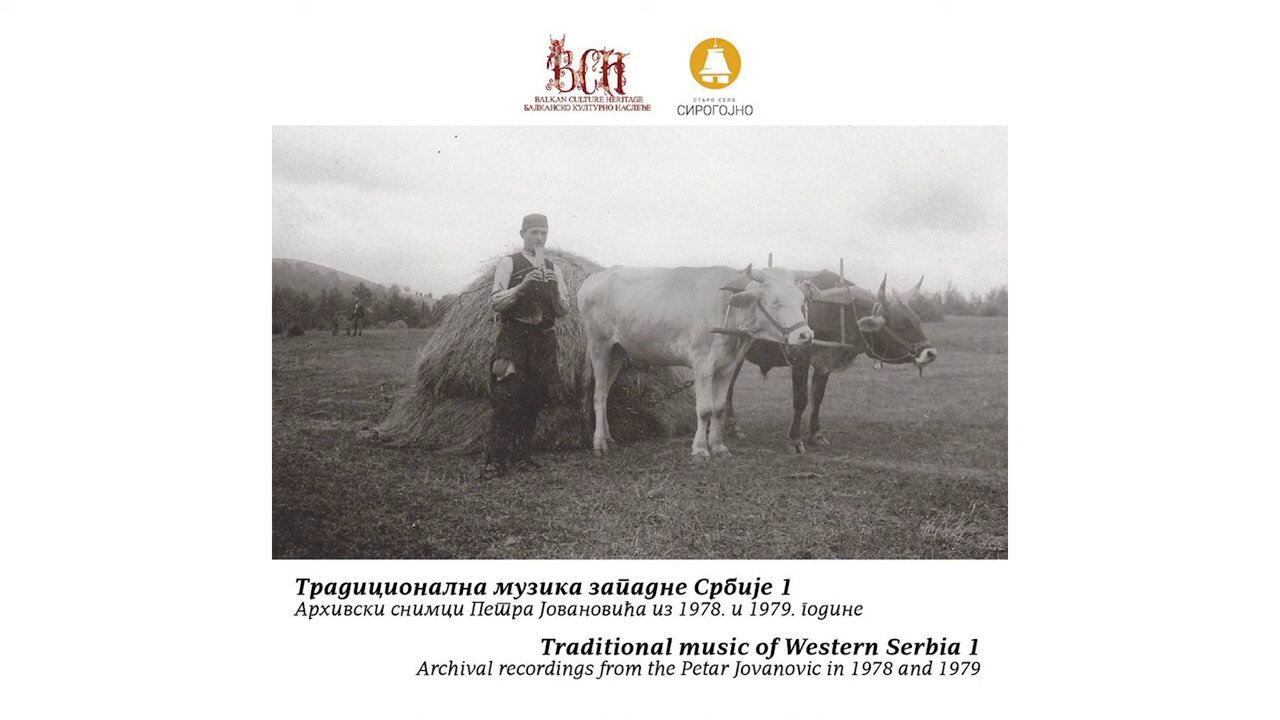 BCH
BALKAN CULTURE HERITAGE
БАЛКАНСКО КУЛТУРНО НАСЛЕЂЕ
СТАРО СЕЛО
СИРОГОЈНО
Традиционална музика западне Србије 1
Архивски снимци Петра Јовановића из 1978. и 1979. године
Traditional music of Western Serbia 1
Archival recordings from the Petar Jovanovic in 1978 and 1979